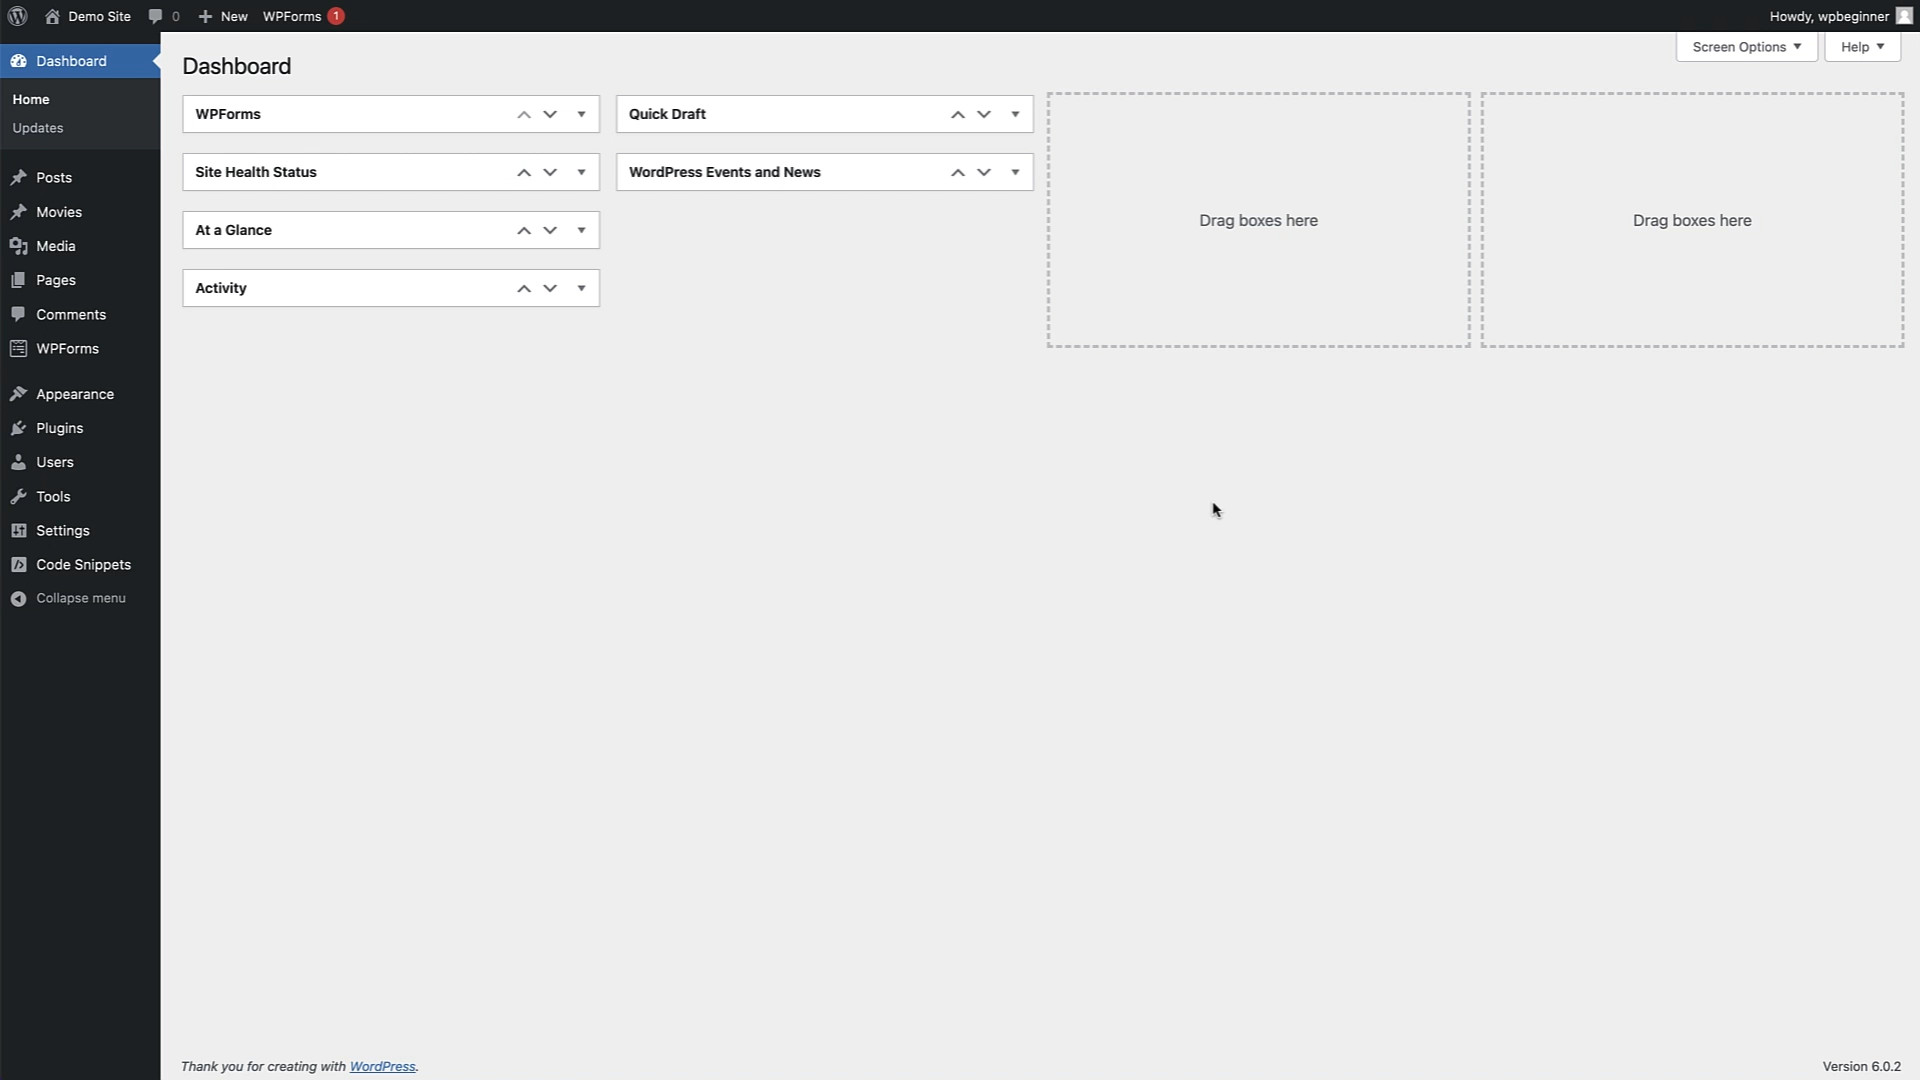 Demo Site
0
New
WPForms 1
Howdy, wpbeginner
Screen Options
Help
Dashboard
Home
Updates
Posts
Movies
Media
Pages
Comments
WPForms
Appearance
Plugins
Users
Tools
Settings
Code Snippets
Collapse menu
Dashboard
WPForms
Site Health Status
At a Glance
Activity
Quick Draft
WordPress Events and News
Drag boxes here
Drag boxes here
Thank you for creating with WordPress.
Version 6.0.2